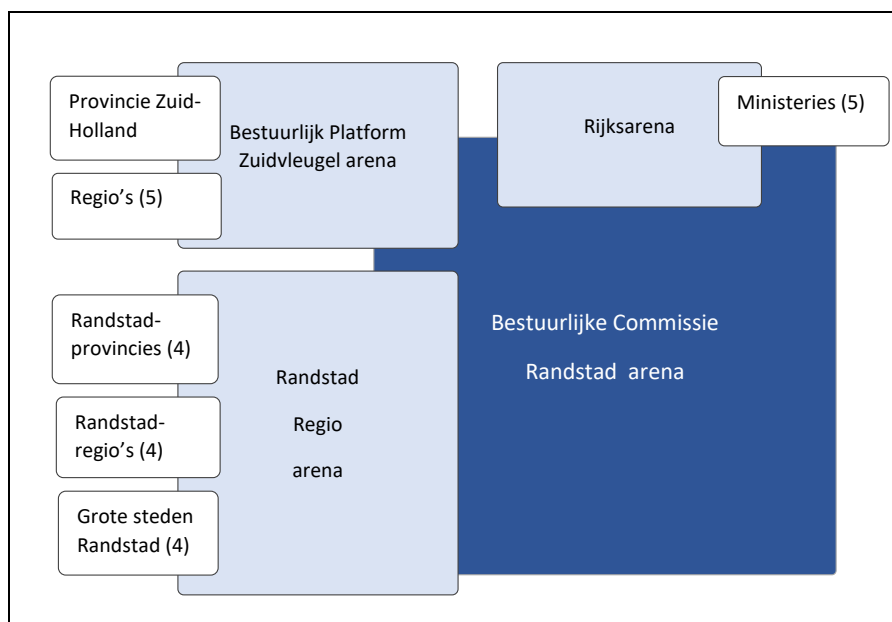 Provincie Zuid-
Holland
Regio’s (5)
Bestuurlijk Platform
Zuidvleugel arena
Rijksarena
Ministeries (5)
Randstad-
provincies (4)
Randstad-
regio’s (4)
Grote steden
Randstad (4)
Randstad
Regio
arena
Bestuurlijke Commissie
Randstad arena